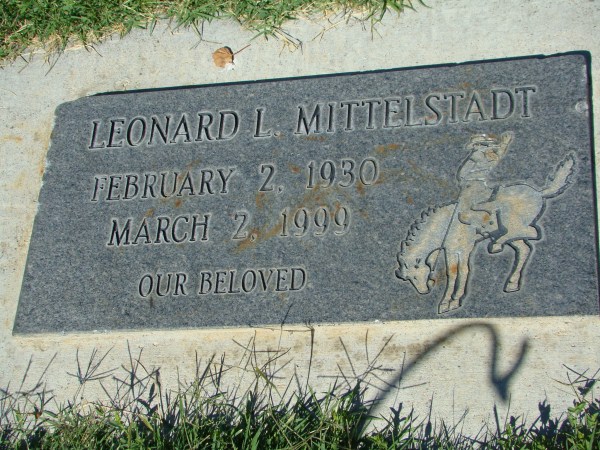 LEONARD L. MITTELSTADT
FEBRUARY 2, 1930
MARCH 2, 1999
OUR BELOVED